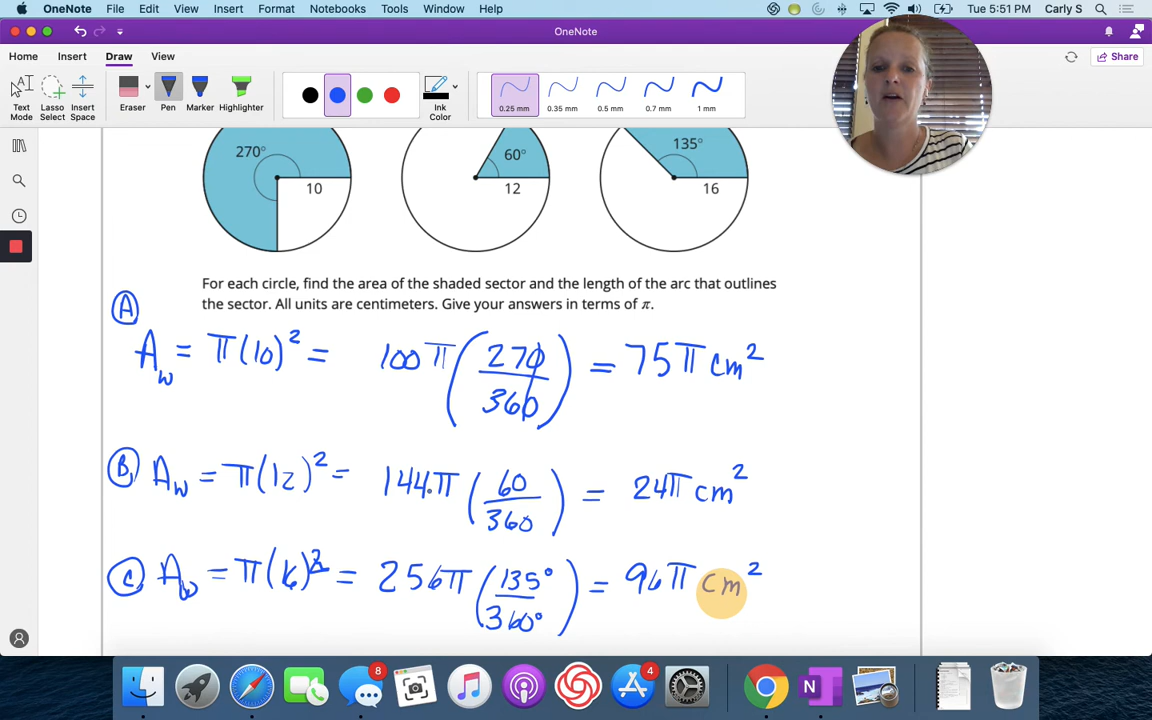 OneNote File Edit View Insert Format Notebooks Tools Window Help Tue 5:51 PM Carly S
OneNote
Home Insert Draw View Share
Text Mode Lasso Select Insert Space Eraser Pen Marker Highlighter Ink Color 0.25 mm 0.35 mm 0.5 mm 0.7 mm 1 mm
270° 60° 135°
10 12 16
For each circle, find the area of the shaded sector and the length of the arc that outlines
the sector. All units are centimeters. Give your answers in terms of π.
A
A_w = π(10)² = 100π(270/360) = 75π cm²
B A_w = π(12)² = 144π(60/360) = 24π cm²
C A_w = π(16)² = 256π(135°/360°) = 96π cm²
8 4